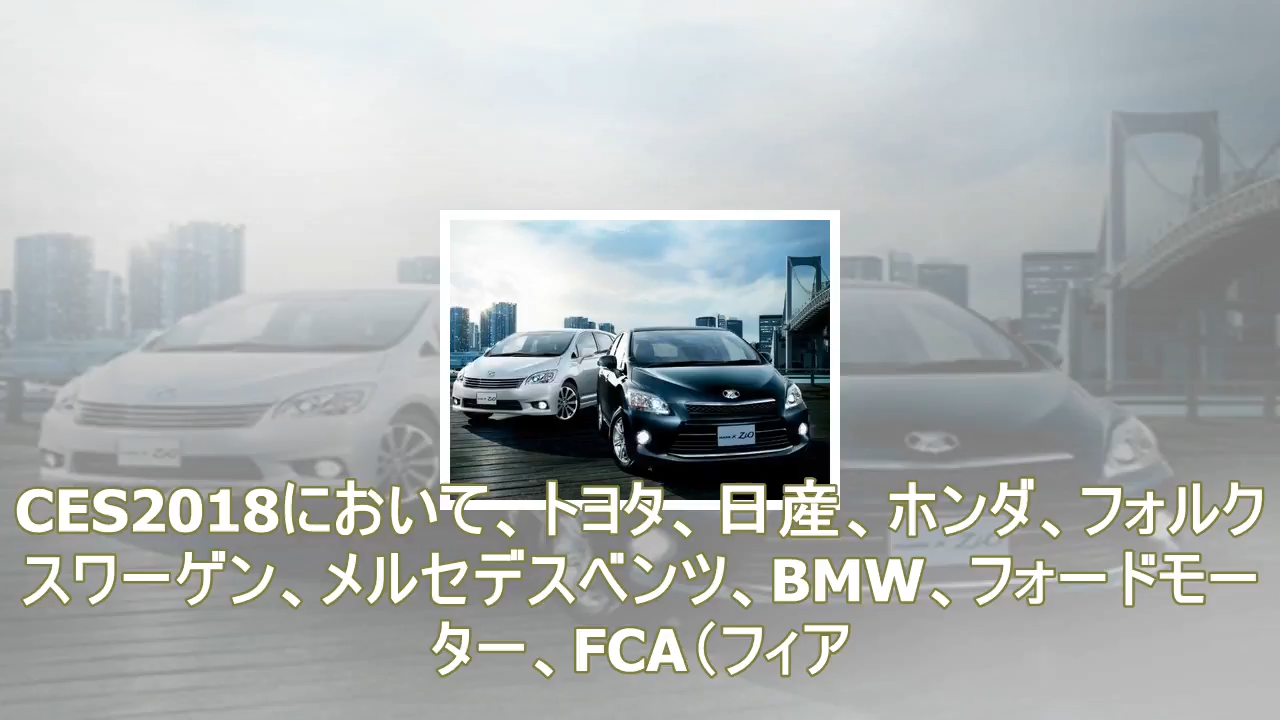 ZiO
ZiO
CES2018において、トヨタ、日産、ホンダ、フォルク
スワーゲン、メルセデスベンツ、BMW、フォードモー
ター、FCA（フィア